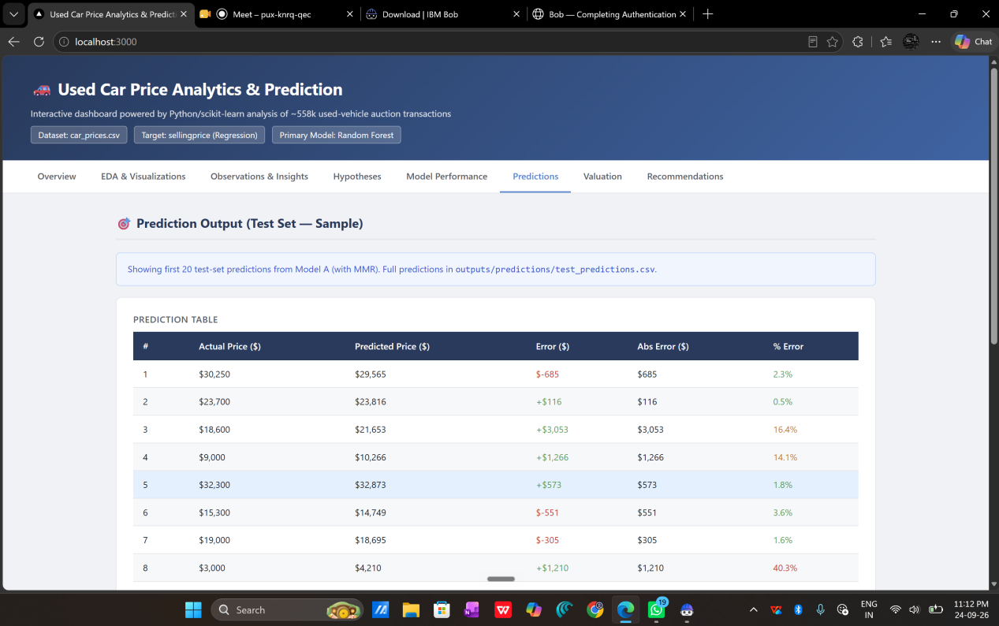 Used Car Price Analytics & Predict
Meet – pux-knrq-qec
Download | IBM Bob
Bob — Completing Authentication
localhost:3000
Chat
🚗 Used Car Price Analytics & Prediction
Interactive dashboard powered by Python/scikit-learn analysis of ~558k used-vehicle auction transactions
Dataset: car_prices.csv Target: sellingprice (Regression) Primary Model: Random Forest
Overview EDA & Visualizations Observations & Insights Hypotheses Model Performance Predictions Valuation Recommendations
🎯 Prediction Output (Test Set — Sample)
Showing first 20 test-set predictions from Model A (with MMR). Full predictions in outputs/predictions/test_predictions.csv.
PREDICTION TABLE
# Actual Price ($) Predicted Price ($) Error ($) Abs Error ($) % Error
1 $30,250 $29,565 $-685 $685 2.3%
2 $23,700 $23,816 +$116 $116 0.5%
3 $18,600 $21,653 +$3,053 $3,053 16.4%
4 $9,000 $10,266 +$1,266 $1,266 14.1%
5 $32,300 $32,873 +$573 $573 1.8%
6 $15,300 $14,749 $-551 $551 3.6%
7 $19,000 $18,695 $-305 $305 1.6%
8 $3,000 $4,210 +$1,210 $1,210 40.3%
Search
19
ENG
IN
11:12 PM
24-09-26